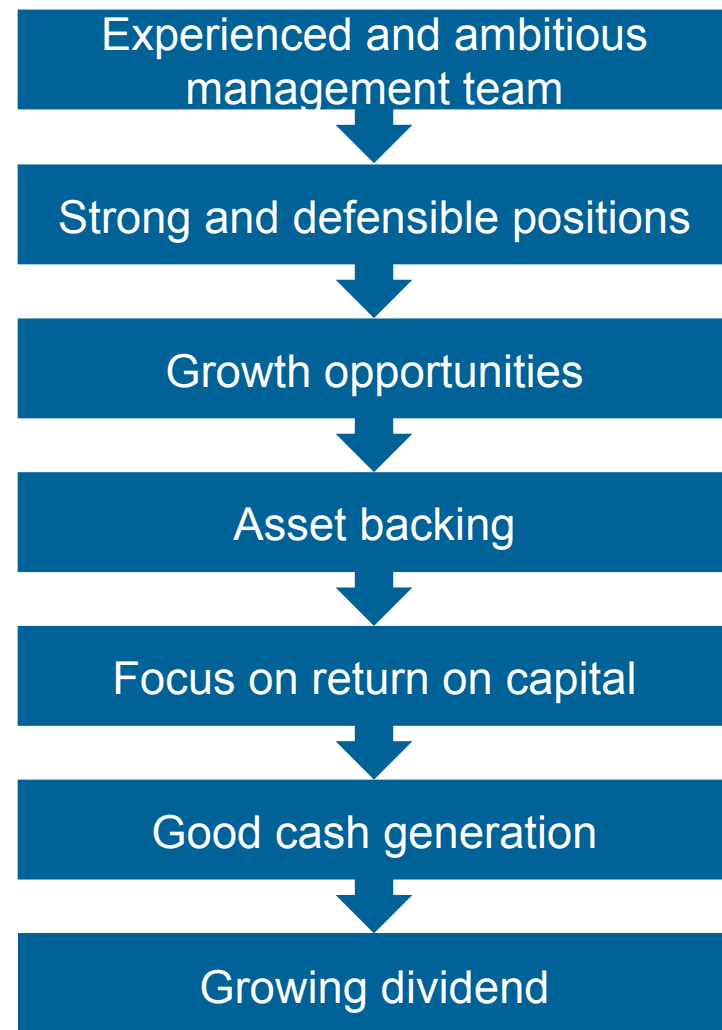 Experienced and ambitious
management team
Strong and defensible positions
Growth opportunities
Asset backing
Focus on return on capital
Good cash generation
Growing dividend